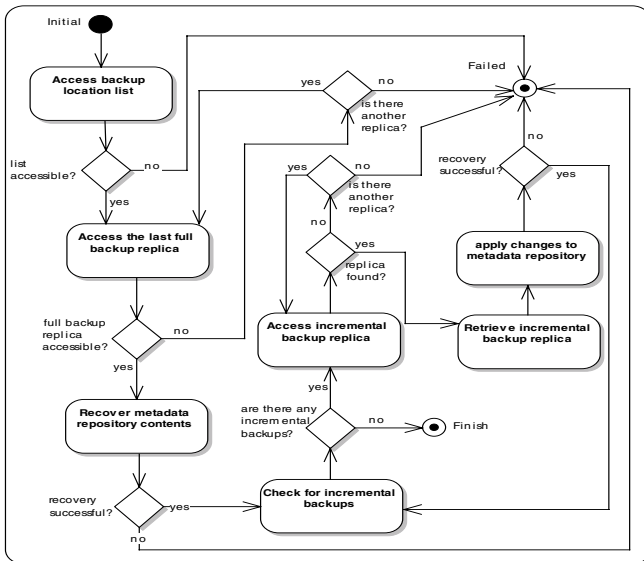 Initial
Access backup
location list
list
accessible?
no
yes
Access the last full
backup replica
full backup
replica
accessible?
no
yes
Recover metadata
repository contents
recovery
successful?
yes
no
yes
no
is there
another
replica?
Failed
yes
no
is there
another
replica?
no
yes
replica
found?
Access incremental
backup replica
yes
are there any
increm ental
backups?
no
Finish
Check for incremental
backups
no
recovery
successful?
yes
apply changes to
metadata repository
Retrieve incremental
backup replica